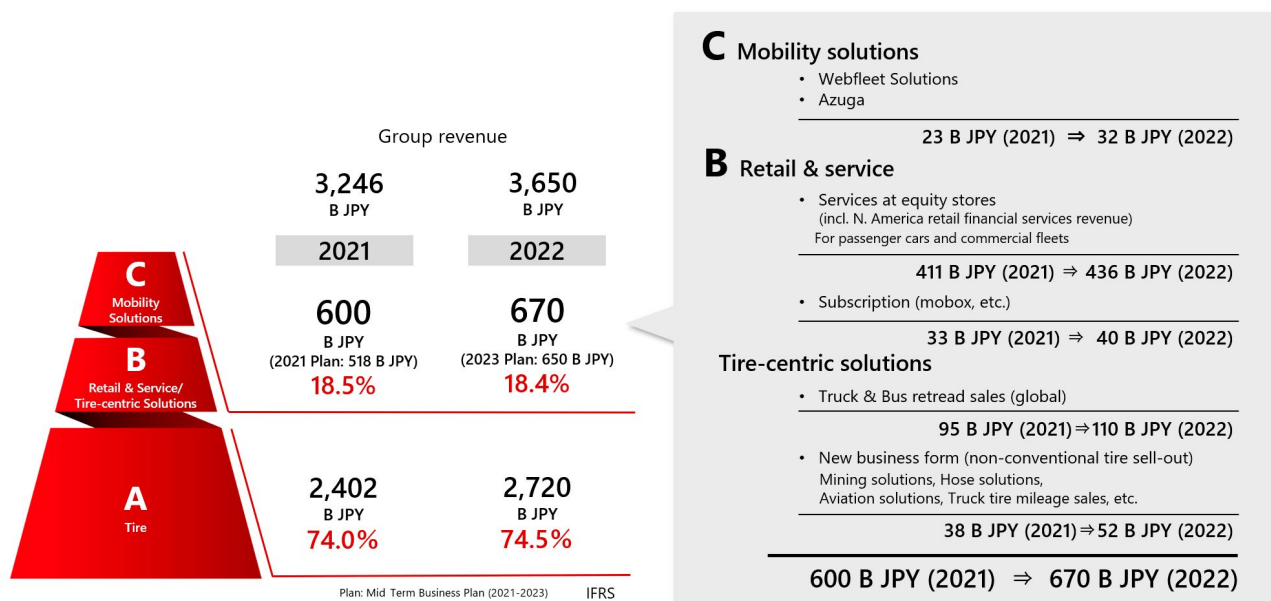 Group revenue
3,246
B JPY
3,650
B JPY
2021
2022
C
Mobility
Solutions
600
B JPY
(2021 Plan: 518 B JPY)
18.5%
670
B JPY
(2023 Plan: 650 B JPY)
18.4%
B
Retail & Service/
Tire-centric Solutions
A
Tire
2,402
B JPY
74.0%
2,720
B JPY
74.5%
Plan: Mid Term Business Plan (2021-2023) IFRS
C Mobility solutions
• Webfleet Solutions
• Azuga
23 B JPY (2021) ⇒ 32 B JPY (2022)
B Retail & service
• Services at equity stores
(incl. N. America retail financial services revenue)
For passenger cars and commercial fleets
411 B JPY (2021) ⇒ 436 B JPY (2022)
• Subscription (mobox, etc.)
33 B JPY (2021) ⇒ 40 B JPY (2022)
Tire-centric solutions
• Truck & Bus retread sales (global)
95 B JPY (2021)⇒110 B JPY (2022)
• New business form (non-conventional tire sell-out)
Mining solutions, Hose solutions,
Aviation solutions, Truck tire mileage sales, etc.
38 B JPY (2021)⇒52 B JPY (2022)
600 B JPY (2021) ⇒ 670 B JPY (2022)